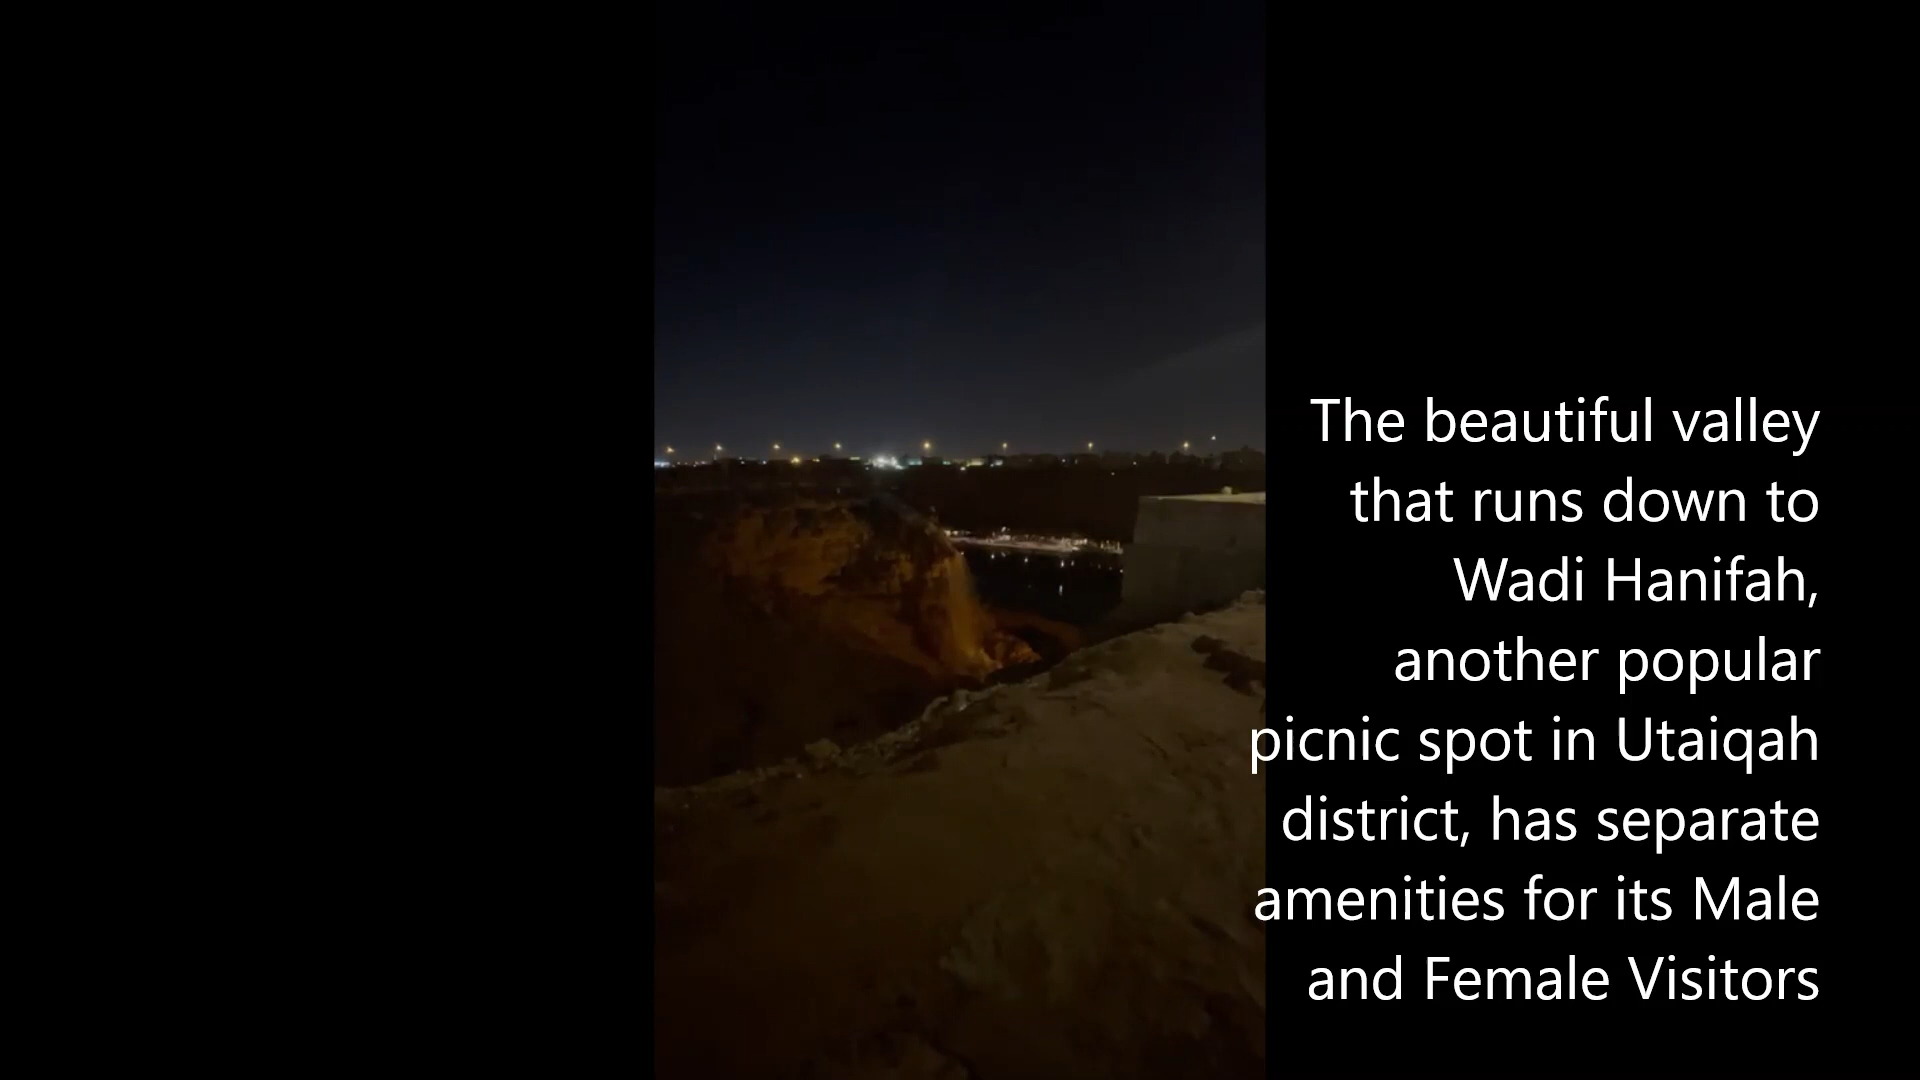 The beautiful valley
that runs down to
Wadi Hanifah,
another popular
picnic spot in Utaiqah
district, has separate
amenities for its Male
and Female Visitors